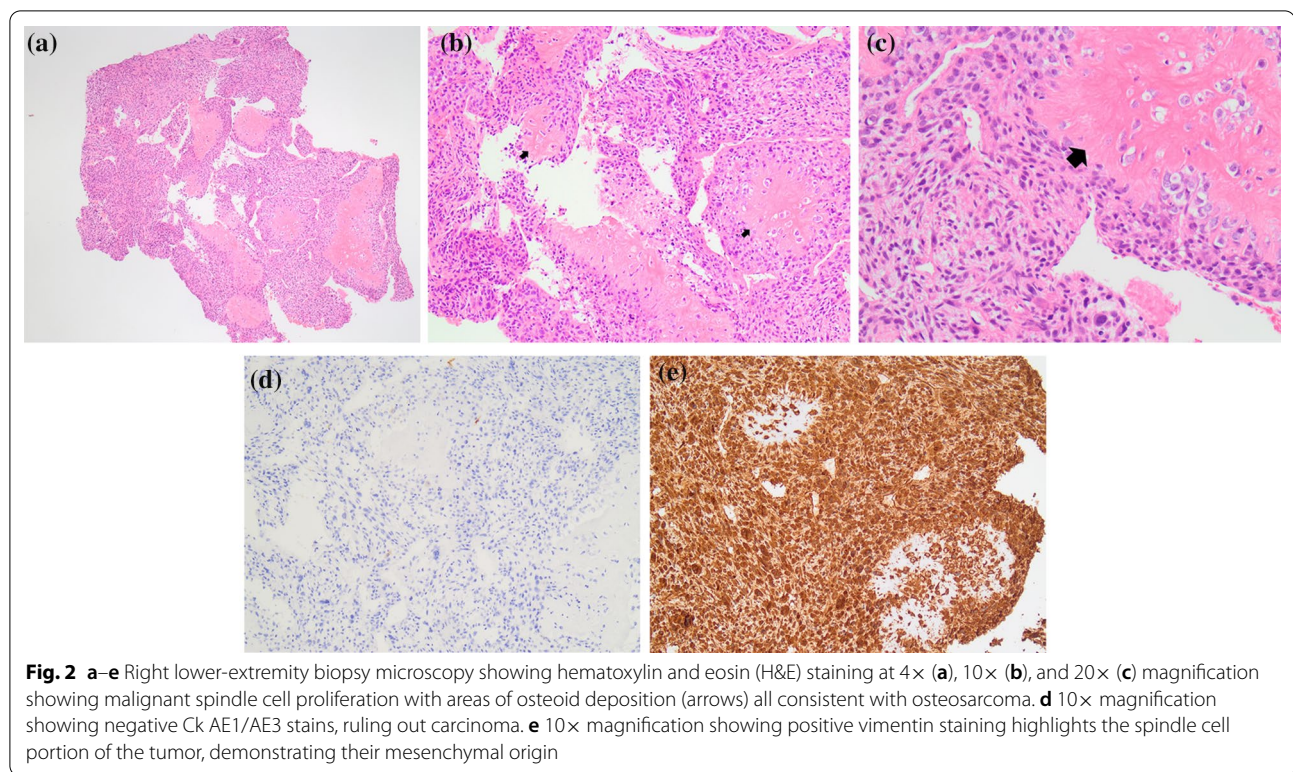 (a)
(b)
(c)
(d)
(e)
Fig. 2 a–e Right lower-extremity biopsy microscopy showing hematoxylin and eosin (H&E) staining at 4× (a), 10× (b), and 20× (c) magnification
showing malignant spindle cell proliferation with areas of osteoid deposition (arrows) all consistent with osteosarcoma. d 10× magnification
showing negative Ck AE1/AE3 stains, ruling out carcinoma. e 10× magnification showing positive vimentin staining highlights the spindle cell
portion of the tumor, demonstrating their mesenchymal origin